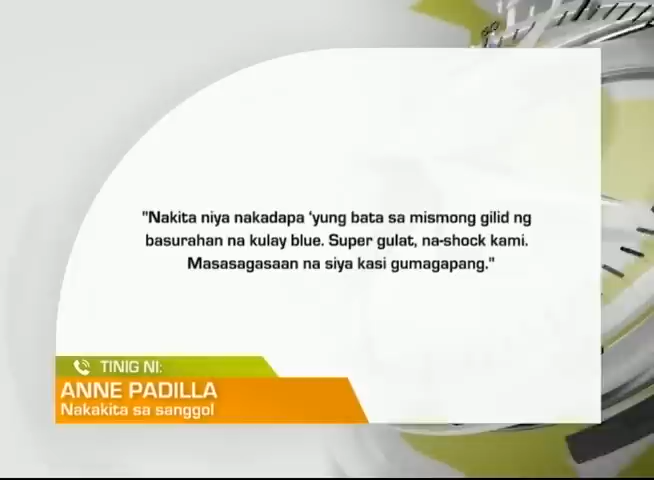 "Nakita niya nakadapa 'yung bata sa mismong gilid ng
basurahan na kulay blue. Super gulat, na-shock kami.
Masasagasaan na siya kasi gumagapang."
TINIG NI:
ANNE PADILLA
Nakakita sa sanggol